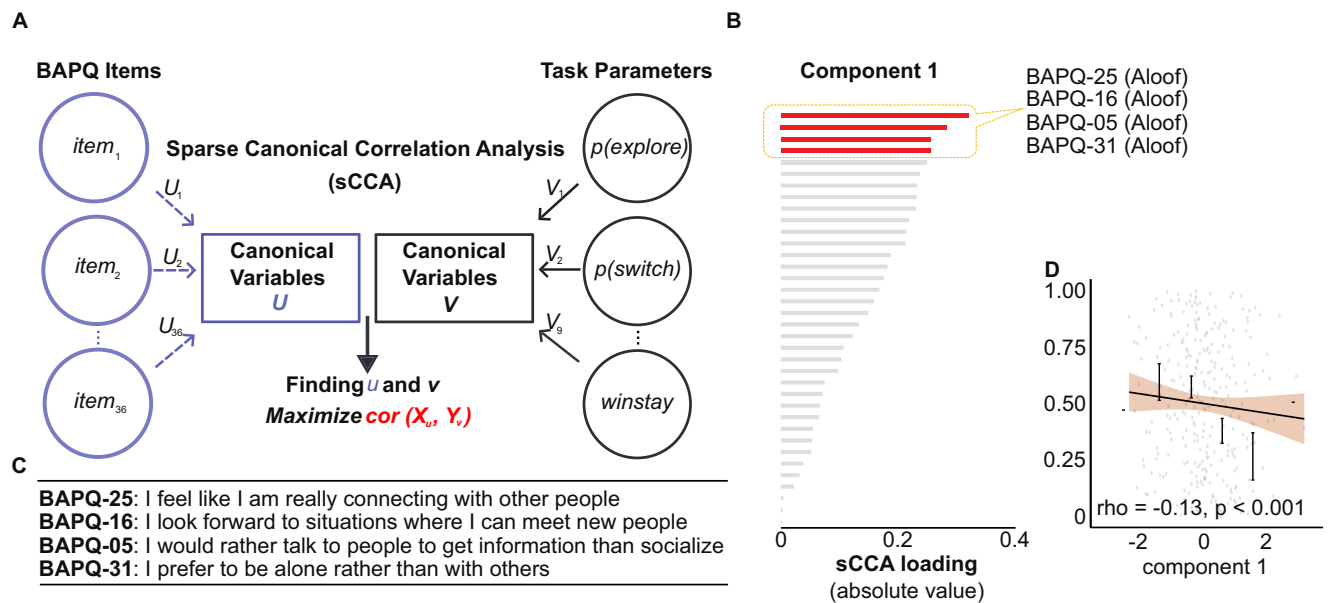 A
BAPQ Items
Task Parameters
item1
item2
item36
U1
U2
U36
Sparse Canonical Correlation Analysis
(sCCA)
Canonical
Variables
U
Canonical
Variables
V
V1
V2
V9
p(explore)
p(switch)
winstay
Finding u and v
Maximize cor (Xu, Yv)
B
Component 1
BAPQ-25 (Aloof)
BAPQ-16 (Aloof)
BAPQ-05 (Aloof)
BAPQ-31 (Aloof)
0
0.2
0.4
sCCA loading
(absolute value)
C
BAPQ-25: I feel like I am really connecting with other people
BAPQ-16: I look forward to situations where I can meet new people
BAPQ-05: I would rather talk to people to get information than socialize
BAPQ-31: I prefer to be alone rather than with others
D
1.00
0.75
0.50
0.25
0
rho = -0.13, p < 0.001
-2
0
2
component 1